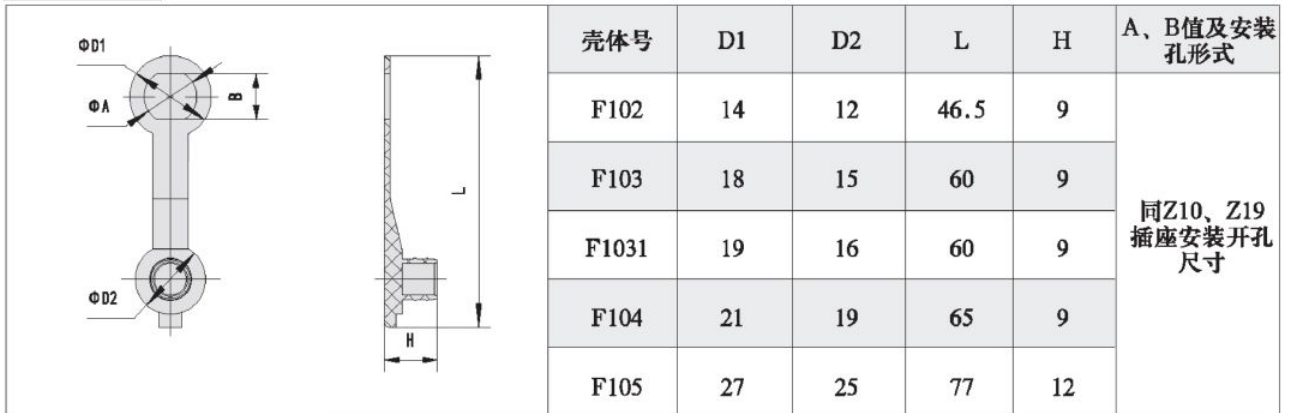 ΦD1
ΦA
B
ΦD2
L
H
壳体号 D1 D2 L H A、B值及安装
孔形式
F102 14 12 46.5 9
F103 18 15 60 9
F1031 19 16 60 9
F104 21 19 65 9
F105 27 25 77 12
同Z10、Z19
插座安装开孔
尺寸